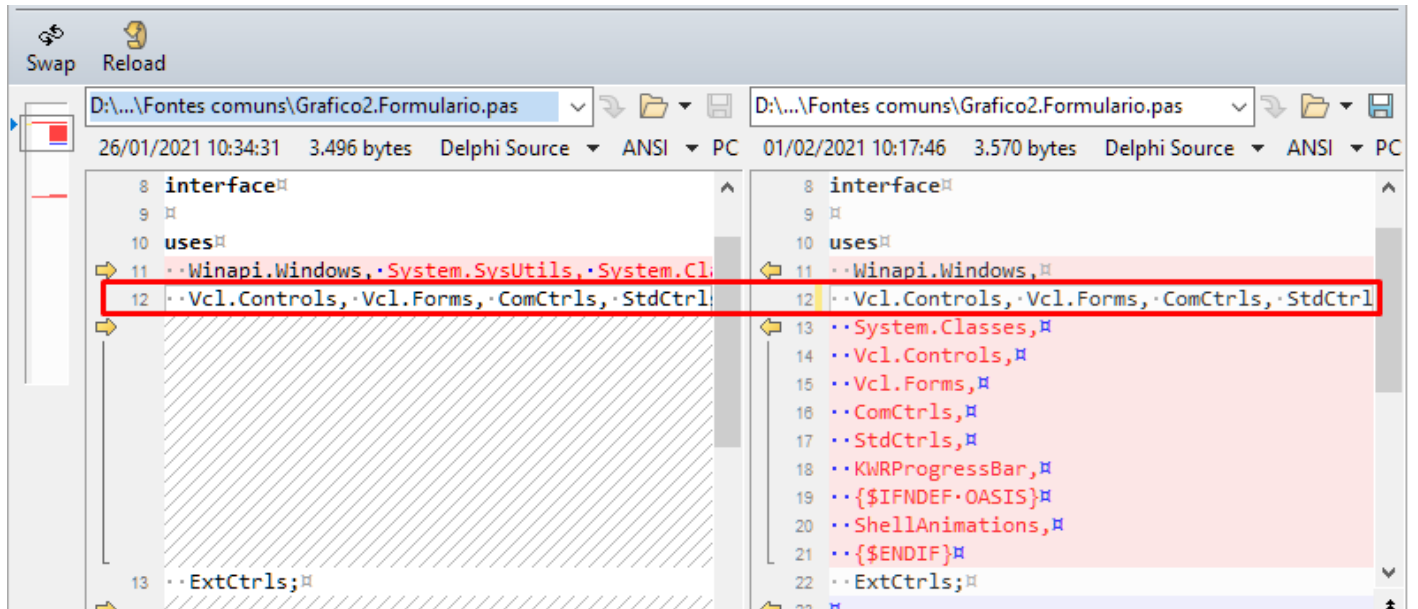 Swap Reload
D:\...\Fontes comuns\Grafico2.Formulario.pas
26/01/2021 10:34:31 3.496 bytes Delphi Source ANSI PC
8 interface¤
9 ¤
10 uses¤
11 ··Winapi.Windows,·System.SysUtils,·System.Cl
12 ··Vcl.Controls,·Vcl.Forms,·ComCtrls,·StdCtrl
13 ··ExtCtrls;¤
D:\...\Fontes comuns\Grafico2.Formulario.pas
01/02/2021 10:17:46 3.570 bytes Delphi Source ANSI PC
8 interface¤
9 ¤
10 uses¤
11 ··Winapi.Windows,¤
12 ··Vcl.Controls,·Vcl.Forms,·ComCtrls,·StdCtrl
13 ··System.Classes,¤
14 ··Vcl.Controls,¤
15 ··Vcl.Forms,¤
16 ··ComCtrls,¤
17 ··StdCtrls,¤
18 ··KWRProgressBar,¤
19 ··{$IFNDEF·OASIS}¤
20 ··ShellAnimations,¤
21 ··{$ENDIF}¤
22 ··ExtCtrls;¤